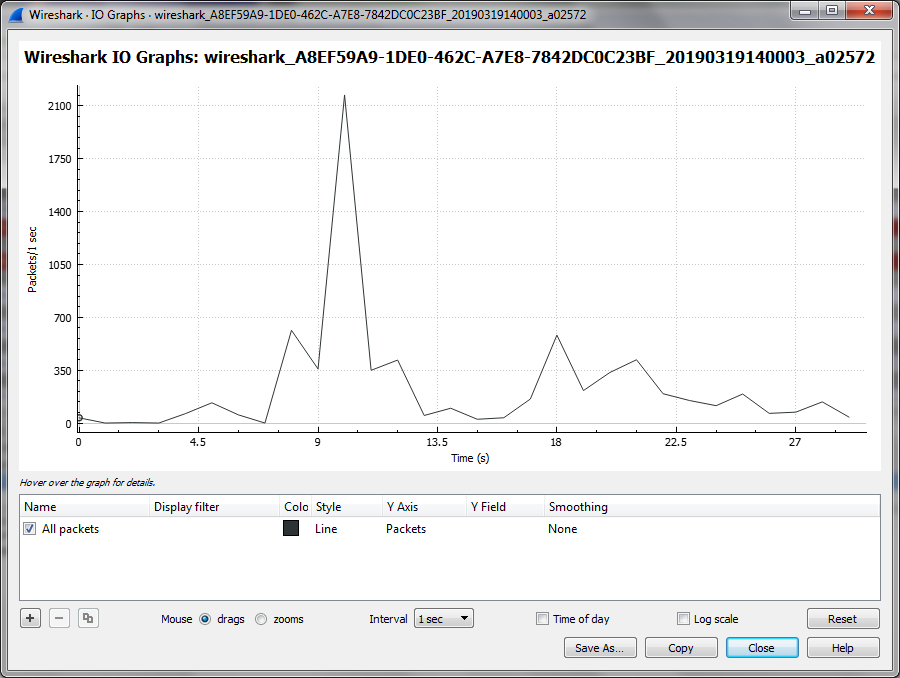 Wireshark · IO Graphs · wireshark_A8EF59A9-1DE0-462C-A7E8-7842DC0C23BF_20190319140003_a02572
Wireshark IO Graphs: wireshark_A8EF59A9-1DE0-462C-A7E8-7842DC0C23BF_20190319140003_a02572
Packets/1 sec
2100
1750
1400
1050
700
350
0
0 4.5 9 13.5 18 22.5 27
Time (s)
Hover over the graph for details.
Name Display filter Colo Style Y Axis Y Field Smoothing
All packets Line Packets None
Mouse drags zooms Interval 1 sec Time of day Log scale Reset
Save As... Copy Close Help